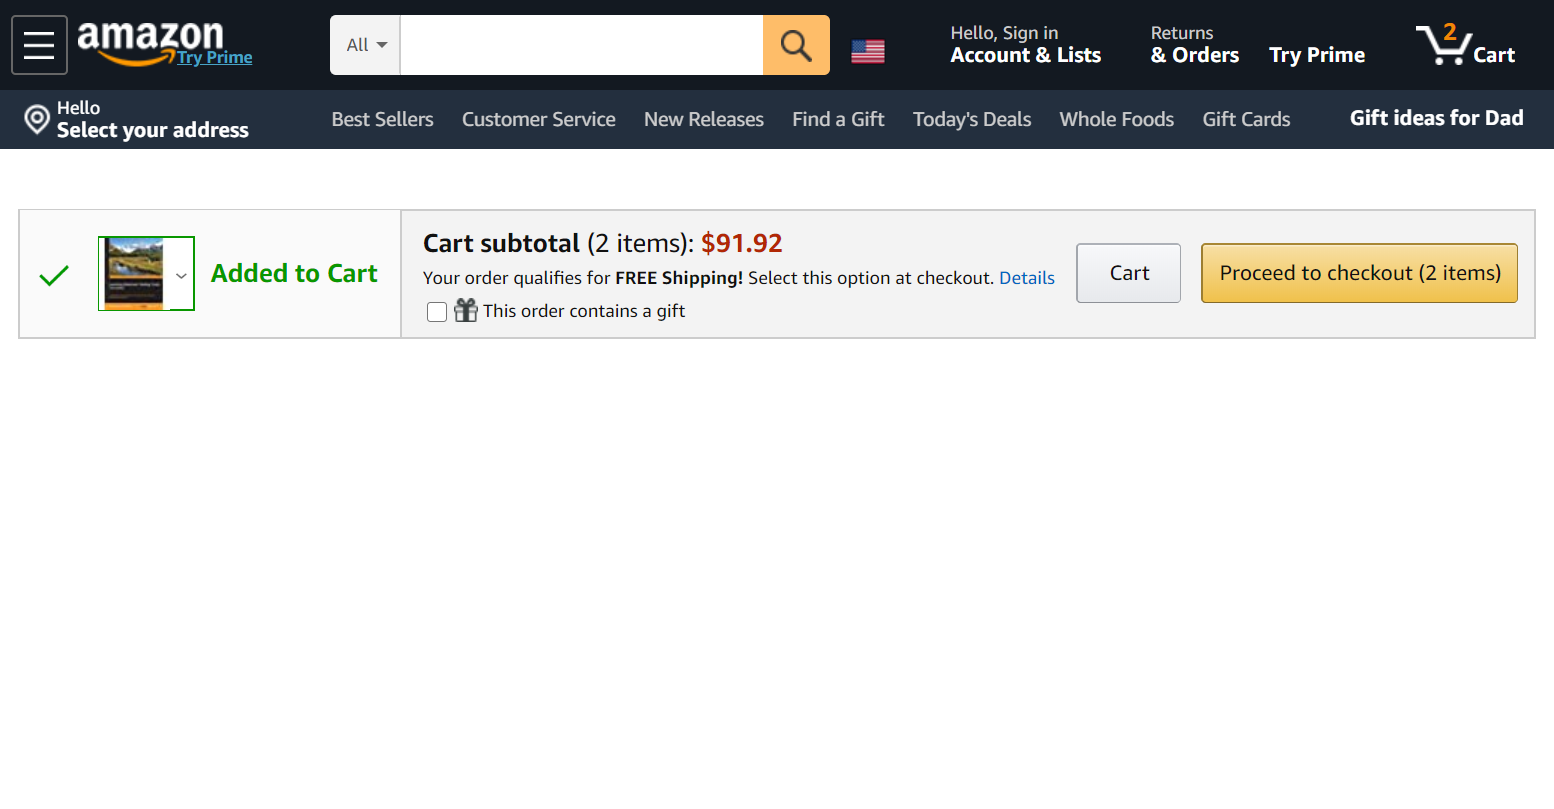 amazon
Try Prime
All
Hello, Sign in
Account & Lists
Returns
& Orders
Try Prime
2
Cart
Hello
Select your address
Best Sellers
Customer Service
New Releases
Find a Gift
Today's Deals
Whole Foods
Gift Cards
Gift ideas for Dad
Added to Cart
Cart subtotal (2 items): $91.92
Your order qualifies for FREE Shipping! Select this option at checkout. Details
This order contains a gift
Cart
Proceed to checkout (2 items)